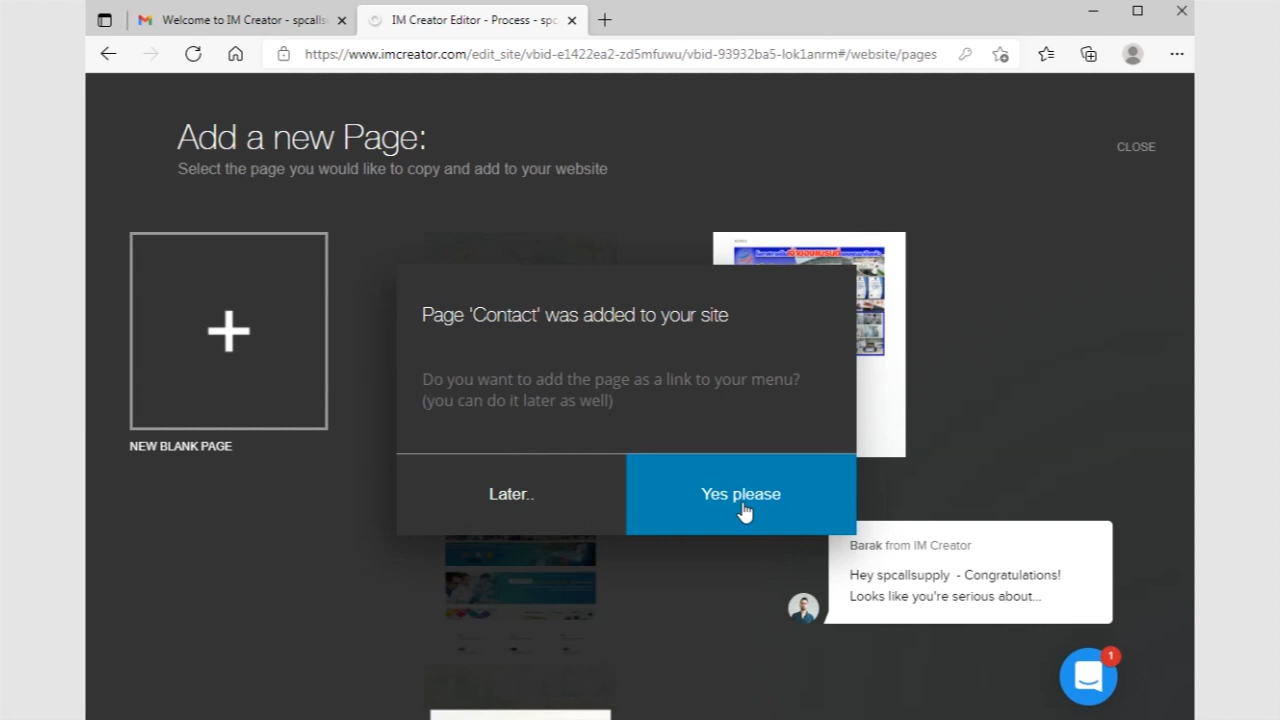 Welcome to IM Creator - spcalls
IM Creator Editor - Process - spc
https://www.imcreator.com/edit_site/vbid-e1422ea2-zd5mfuwu/vbid-93932ba5-lok1anrm#/website/pages
Add a new Page:
Select the page you would like to copy and add to your website
CLOSE
Page 'Contact' was added to your site
Do you want to add the page as a link to your menu?
(you can do it later as well)
Later..
Yes please
NEW BLANK PAGE
Barak from IM Creator
Hey spcallsupply - Congratulations!
Looks like you're serious about...
1